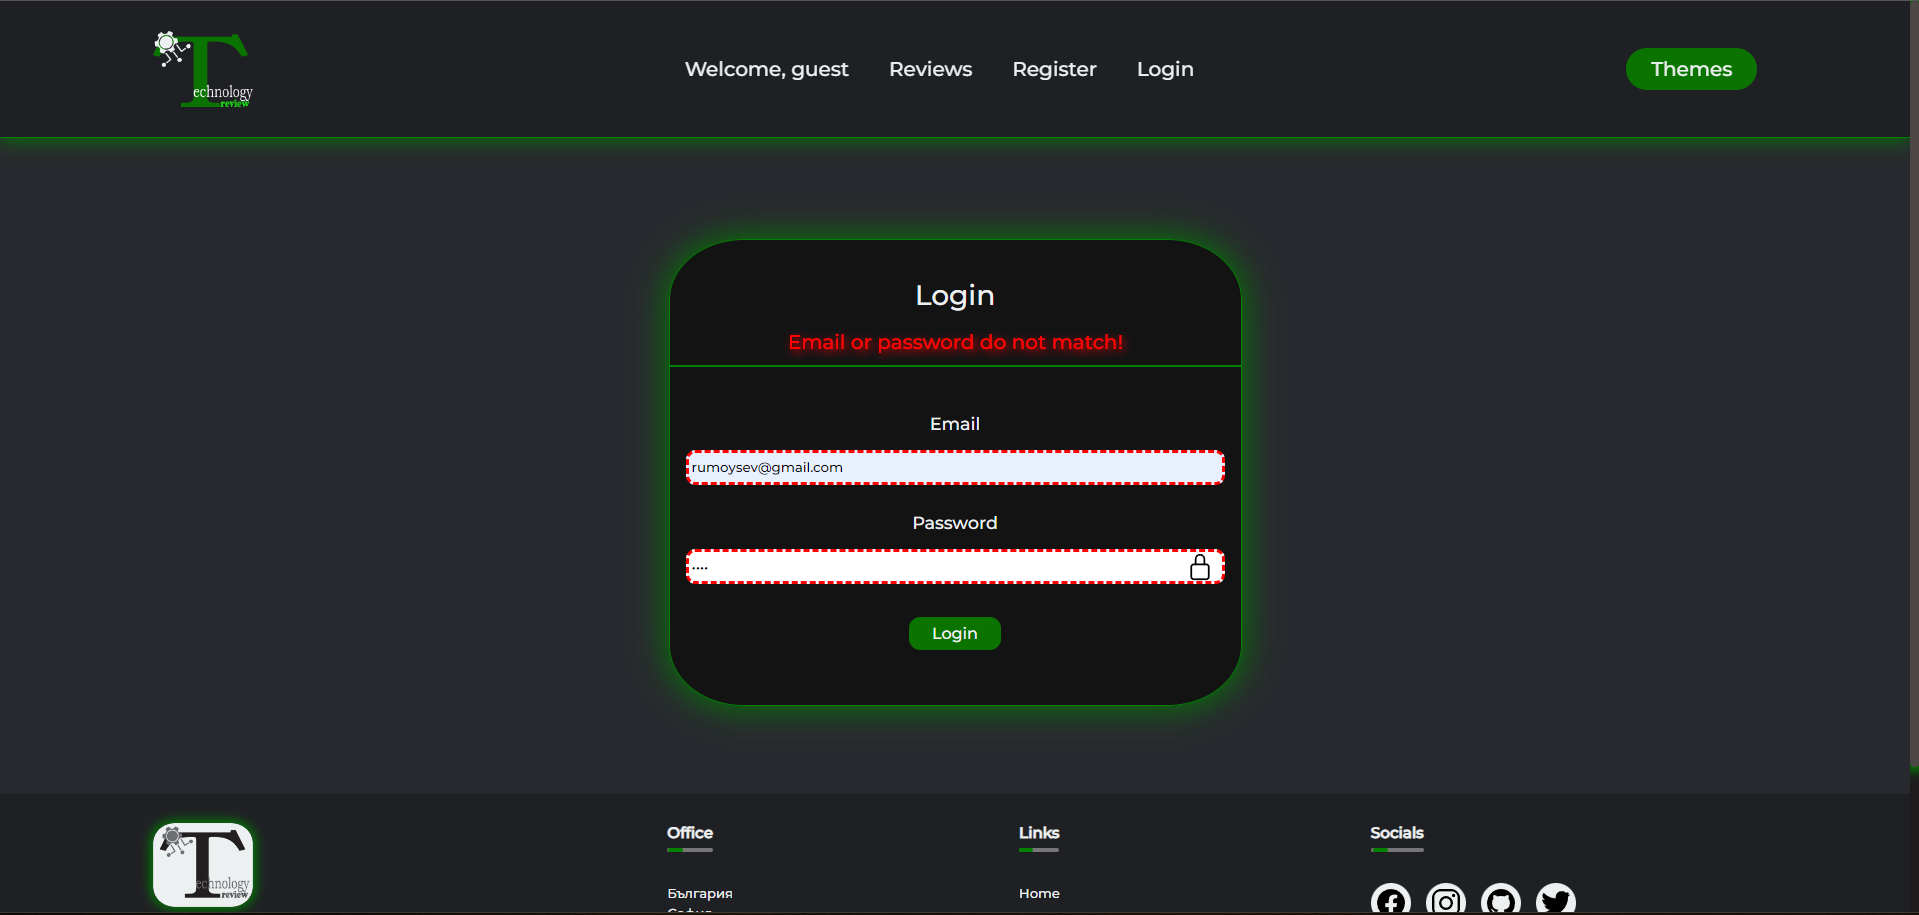 Technology
review
Welcome, guest
Reviews
Register
Login
Themes
Login
Email or password do not match!
Email
rumoysev@gmail.com
Password
....
Login
Technology
review
Office
Links
Socials
България
Home
София